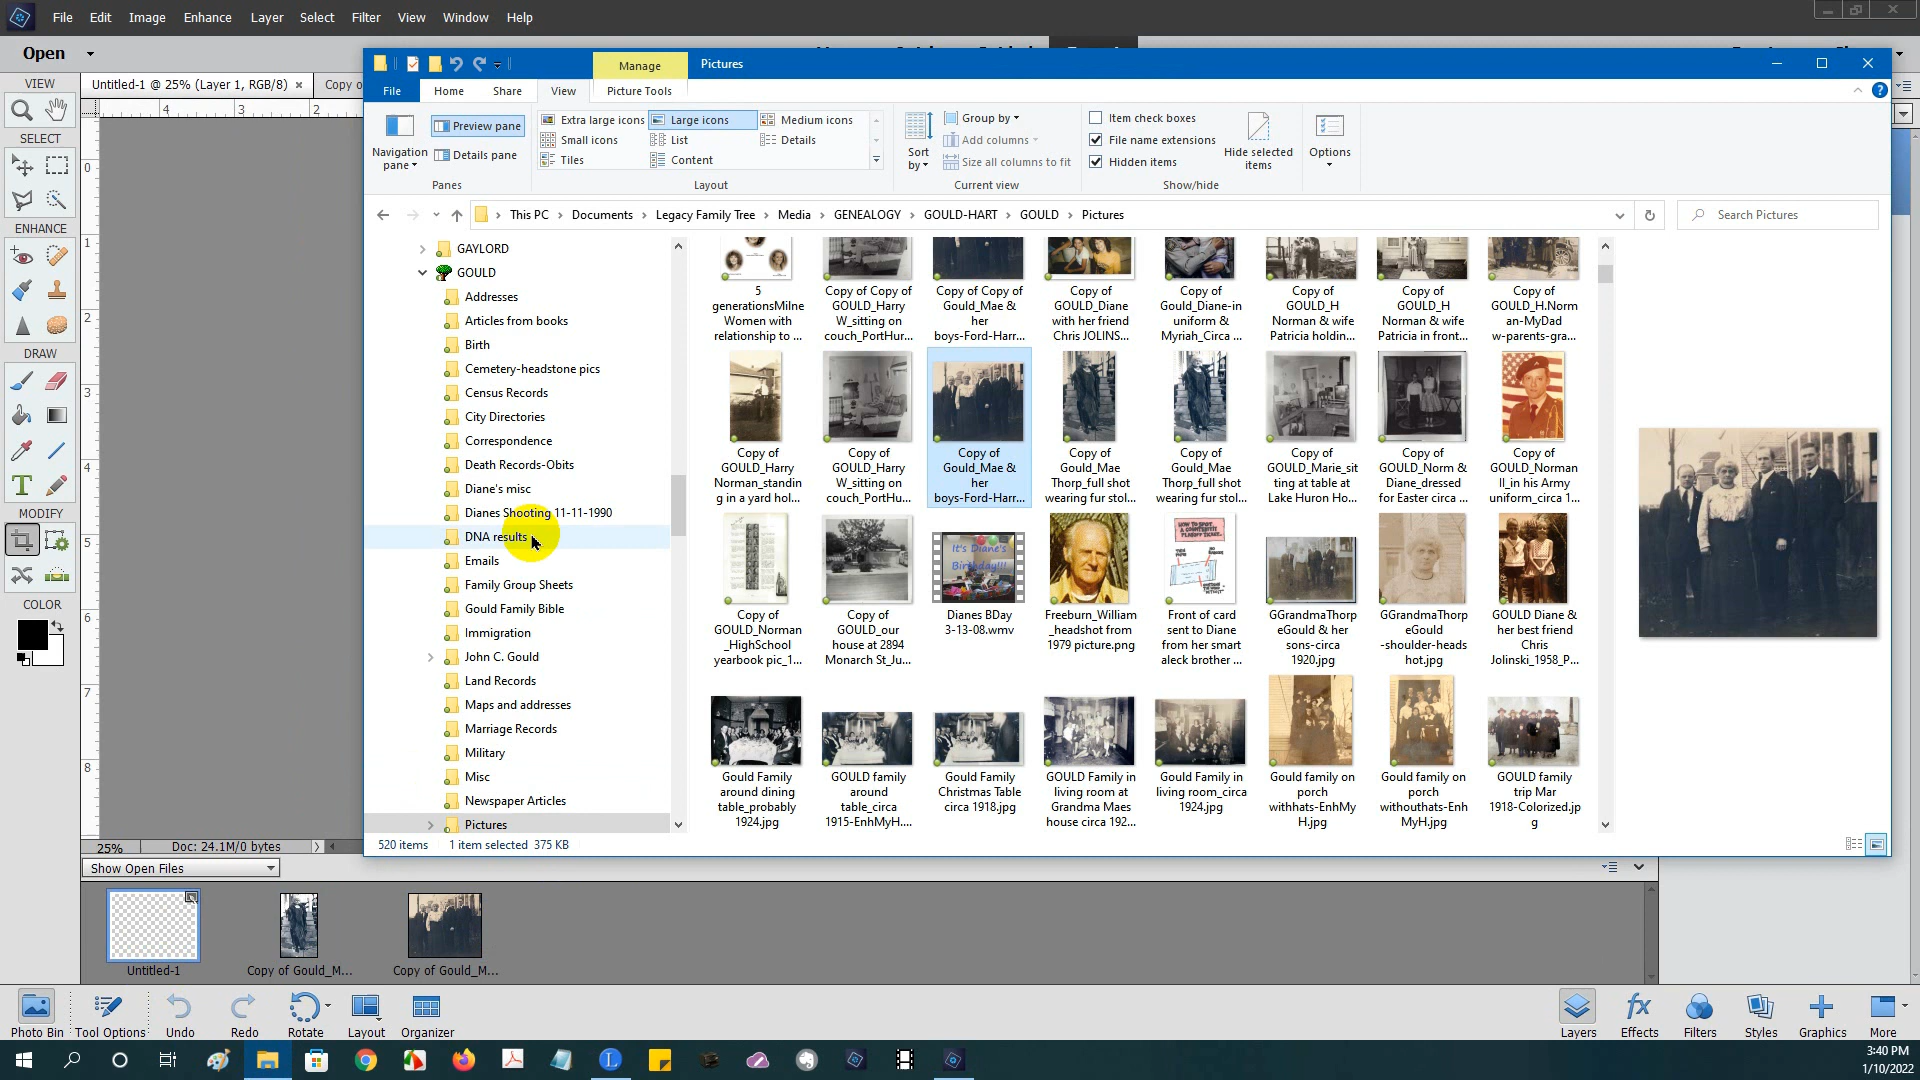 File Edit Image Enhance Layer Select Filter View Window Help
Open
VIEW
Untitled-1 @ 25% (Layer 1, RGB/8) ×
Copy o
SELECT
ENHANCE
DRAW
MODIFY
COLOR
4 3 2
0
1
2
3
4
5
6
7
8
Manage
Pictures
File Home Share View Picture Tools
Navigation
pane
Preview pane
Details pane
Panes
Extra large icons Large icons Medium icons
Small icons List Details
Tiles Content
Layout
Sort
by
Group by
Add columns
Size all columns to fit
Current view
Item check boxes
File name extensions
Hidden items
Hide selected
items
Show/hide
Options
This PC > Documents > Legacy Family Tree > Media > GENEALOGY > GOULD-HART > GOULD > Pictures
Search Pictures
GAYLORD
GOULD
Addresses
Articles from books
Birth
Cemetery-headstone pics
Census Records
City Directories
Correspondence
Death Records-Obits
Diane's misc
Dianes Shooting 11-11-1990
DNA results
Emails
Family Group Sheets
Gould Family Bible
Immigration
John C. Gould
Land Records
Maps and addresses
Marriage Records
Military
Misc
Newspaper Articles
Pictures
5
generationsMilne
Women with
relationship to ...
Copy of Copy of
GOULD_Harry
W_sitting on
couch_PortHur...
Copy of Copy of
Gould_Mae &
her
boys-Ford-Harr...
Copy of
GOULD_Diane
with her friend
Chris JOLINS...
Copy of
Gould_Diane-in
uniform &
Myriah_Circa ...
Copy of
GOULD_H
Norman & wife
Patricia holdin...
Copy of
GOULD_H
Norman & wife
Patricia in front...
Copy of
GOULD_H.Norm
an-MyDad
w-parents-gra...
Copy of
GOULD_Harry
Norman_standin
g in a yard hol...
Copy of
GOULD_Harry
W_sitting on
couch_PortHu...
Copy of
Gould_Mae &
her
boys-Ford-Harr...
Copy of
Gould_Mae
Thorp_full shot
wearing fur stol...
Copy of
Gould_Mae
Thorp_full shot
wearing fur stol...
Copy of
GOULD_Marie_sit
ting at table at
Lake Huron Ho...
Copy of
GOULD_Norm &
Diane_dressed
for Easter circa ...
Copy of
GOULD_Norman
II_in his Army
uniform_circa 1...
Copy of
GOULD_Norman
_HighSchool
yearbook pic_1...
Copy of
GOULD_our
house at 2894
Monarch St_Ju...
It's Diane's
Birthday!!!
Dianes BDay
3-13-08.wmv
Freeburn_William
_headshot from
1979 picture.png
HOW TO SPOT
Front of card
sent to Diane
from her smart
aleck brother ...
GGrandmaThorp
eGould & her
sons-circa
1920.jpg
GGrandmaThorp
eGould
-shoulder-heads
hot.jpg
GOULD Diane &
her best friend
Chris
Jolinski_1958_P...
Gould Family
around dining
table_probably
1924.jpg
GOULD family
around
table_circa
1915-EnhMyH....
Gould Family
Christmas Table
circa 1918.jpg
GOULD Family in
living room at
Grandma Maes
house circa 192...
Gould Family in
living room_circa
1924.jpg
Gould family on
porch
withhats-EnhMy
H.jpg
Gould family on
porch
withouthats-Enh
MyH.jpg
GOULD family
trip Mar
1918-Colorized.jp
g
520 items 1 item selected 375 KB
25% Doc: 24.1M/0 bytes
Show Open Files
Untitled-1
Copy of Gould_M...
Copy of Gould_M...
Photo Bin Tool Options Undo Redo Rotate Layout Organizer
Layers Effects Filters Styles Graphics More
3:40 PM
1/10/2022